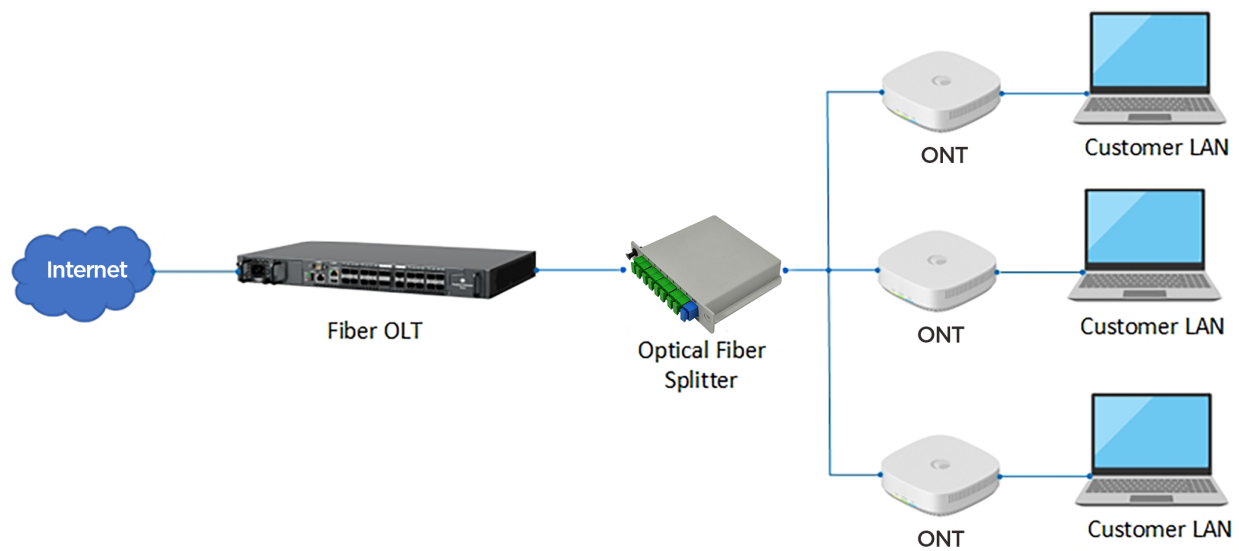 Internet
Fiber OLT
Optical Fiber
Splitter
ONT
Customer LAN
ONT
Customer LAN
ONT
Customer LAN